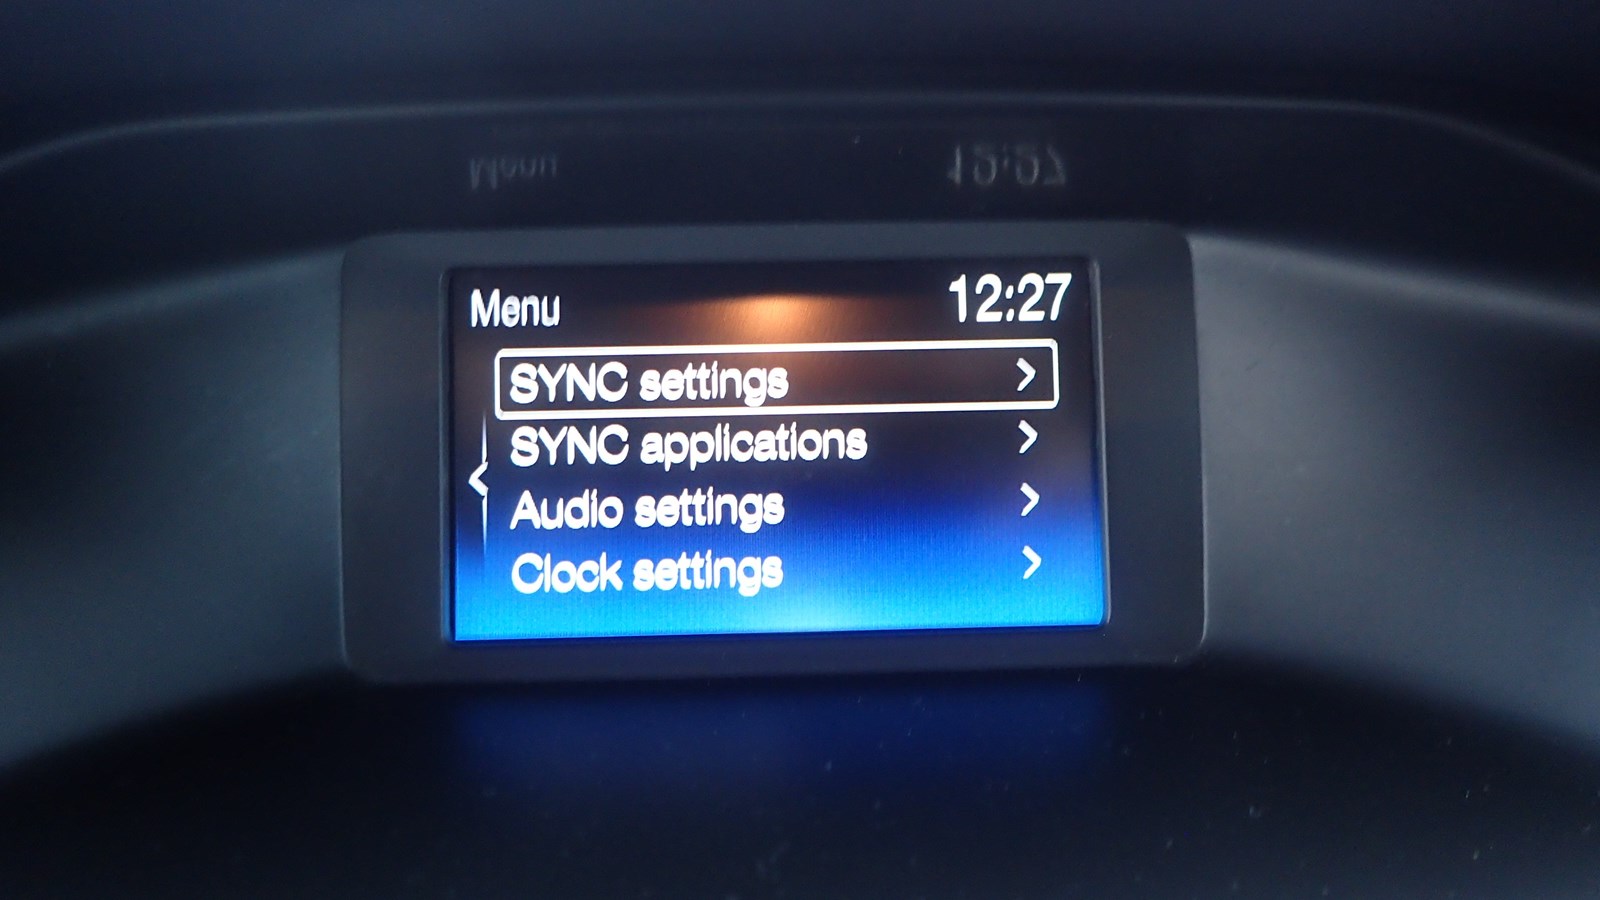 Menu 12:27
SYNC settings
SYNC applications
Audio settings
Clock settings